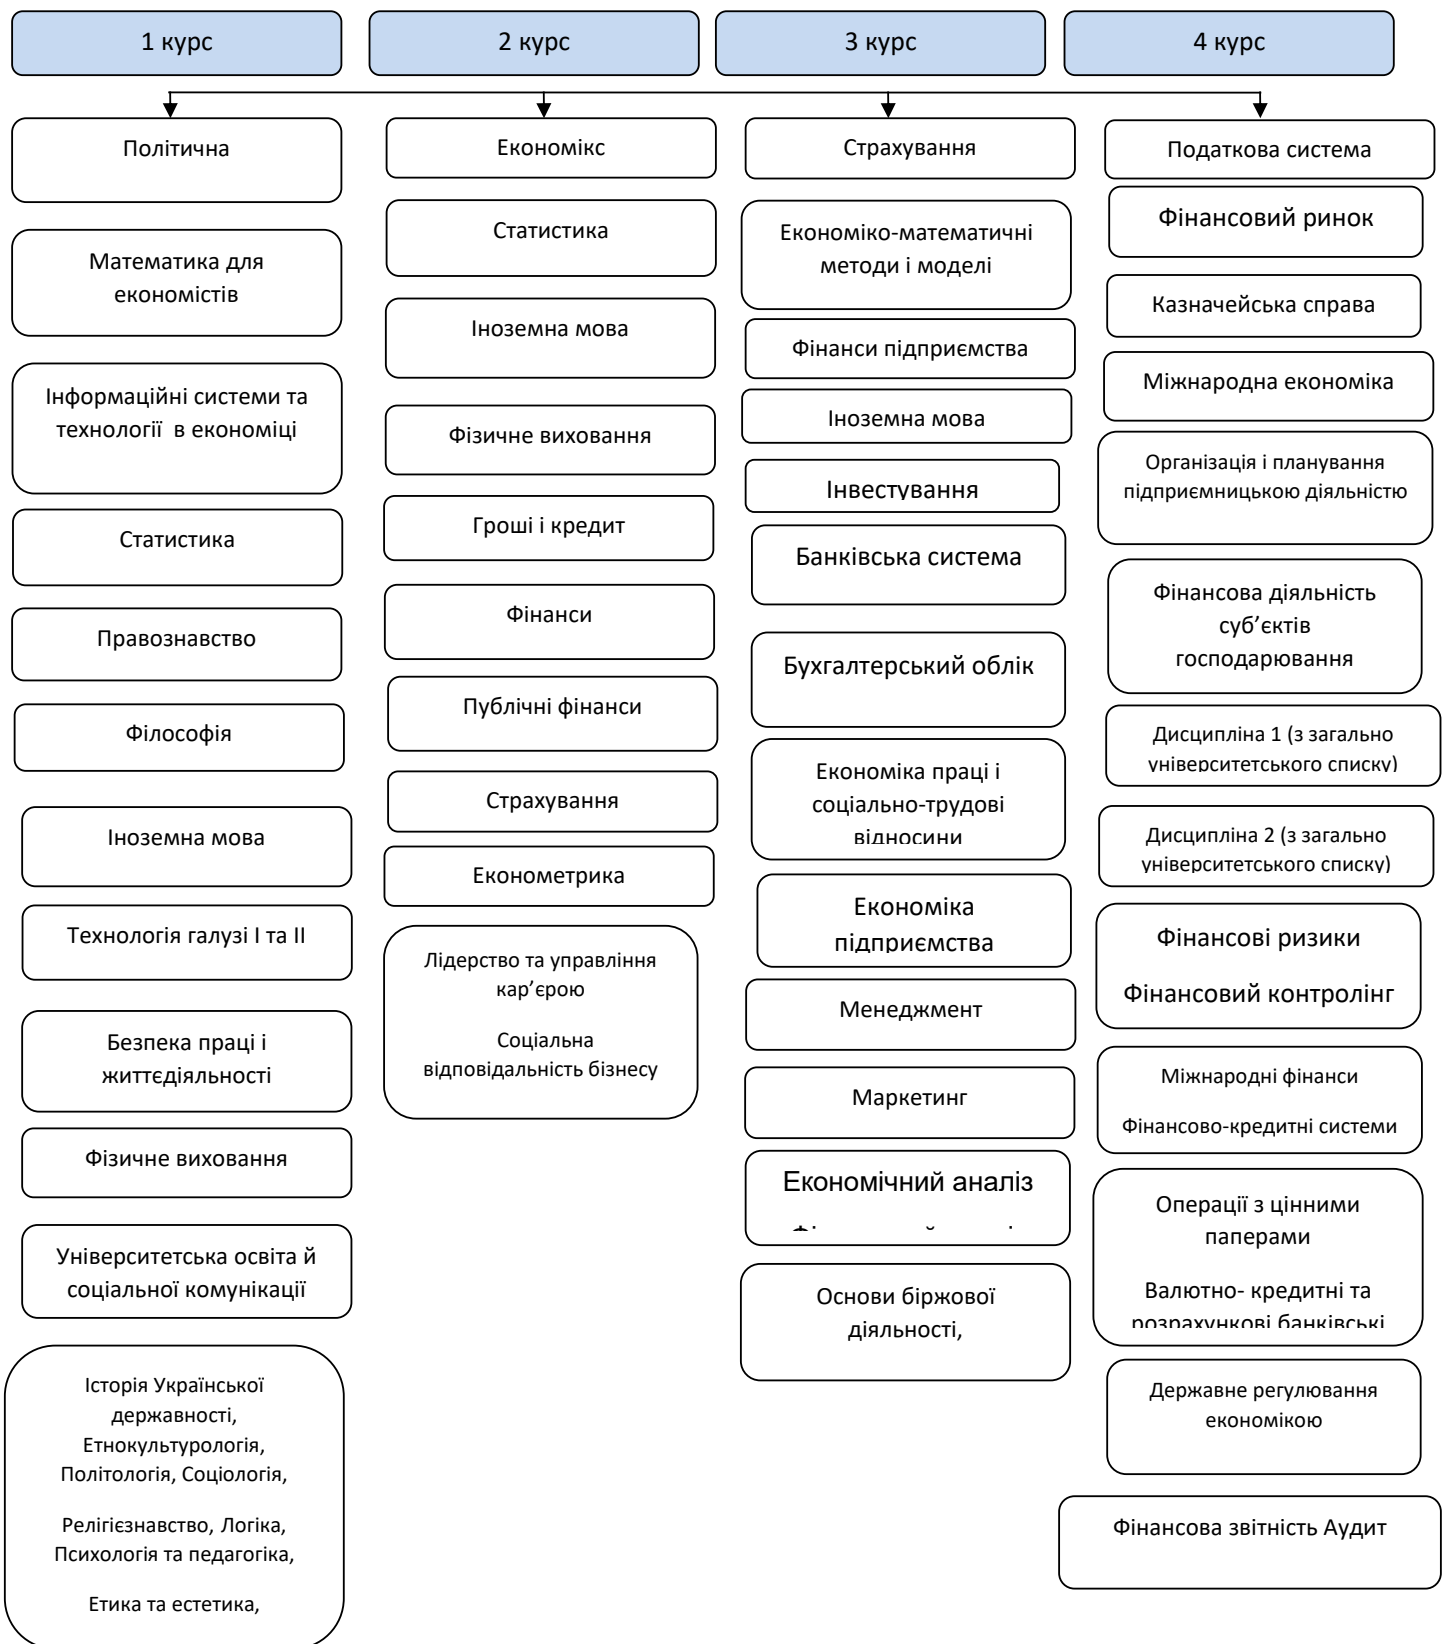 1 курс
2 курс
3 курс
4 курс
Політична
Математика для
економістів
Інформаційні системи та
технології в економіці
Статистика
Правознавство
Філософія
Іноземна мова
Технологія галузі І та ІІ
Безпека праці і
життєдіяльності
Фізичне виховання
Університетська освіта й
соціальної комунікації
Історія Української
державності,
Етнокультурологія,
Політологія, Соціологія,
Релігієзнавство, Логіка,
Психологія та педагогіка,
Етика та естетика,
Економікс
Статистика
Іноземна мова
Фізичне виховання
Гроші і кредит
Фінанси
Публічні фінанси
Страхування
Економетрика
Лідерство та управління
кар’єрою
Соціальна
відповідальність бізнесу
Страхування
Економіко-математичні
методи і моделі
Фінанси підприємства
Іноземна мова
Інвестування
Банківська система
Бухгалтерський облік
Економіка праці і
соціально-трудові
відносини
Економіка
підприємства
Менеджмент
Маркетинг
Економічний аналіз
Основи біржової
діяльності,
Податкова система
Фінансовий ринок
Казначейська справа
Міжнародна економіка
Організація і планування
підприємницькою діяльністю
Фінансова діяльність
суб’єктів
господарювання
Дисципліна 1 (з загально
університетського списку)
Дисципліна 2 (з загально
університетського списку)
Фінансові ризики
Фінансовий контролінг
Міжнародні фінанси
Фінансово-кредитні системи
Операції з цінними
паперами
Валютно- кредитні та
розрахункові банківські
Державне регулювання
економікою
Фінансова звітність Аудит